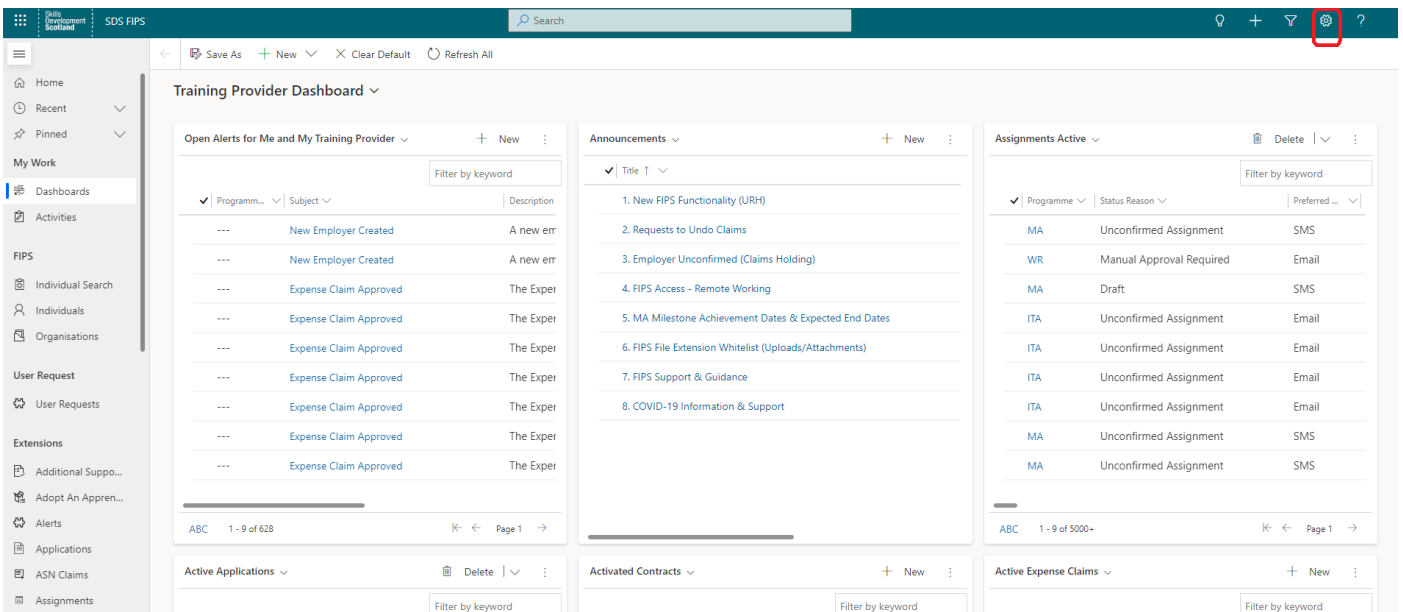 Skills
Development
Scotland
SDS FIPS
Search
Save As
New
Clear Default
Refresh All
Home
Recent
Pinned
My Work
Dashboards
Activities
FIPS
Individual Search
Individuals
Organisations
User Request
User Requests
Extensions
Additional Suppo...
Adopt An Appren...
Alerts
Applications
ASN Claims
Assignments
Training Provider Dashboard
Open Alerts for Me and My Training Provider
New
Filter by keyword
Programm... Subject Description
--- New Employer Created A new em
--- New Employer Created A new em
--- Expense Claim Approved The Exper
--- Expense Claim Approved The Exper
--- Expense Claim Approved The Exper
--- Expense Claim Approved The Exper
--- Expense Claim Approved The Exper
--- Expense Claim Approved The Exper
--- Expense Claim Approved The Exper
ABC 1 - 9 of 628 Page 1
Announcements
New
Title ↑
1. New FIPS Functionality (URH)
2. Requests to Undo Claims
3. Employer Unconfirmed (Claims Holding)
4. FIPS Access - Remote Working
5. MA Milestone Achievement Dates & Expected End Dates
6. FIPS File Extension Whitelist (Uploads/Attachments)
7. FIPS Support & Guidance
8. COVID-19 Information & Support
Assignments Active
Delete
Filter by keyword
Programme Status Reason Preferred ...
MA Unconfirmed Assignment SMS
WR Manual Approval Required Email
MA Draft SMS
ITA Unconfirmed Assignment Email
ITA Unconfirmed Assignment Email
ITA Unconfirmed Assignment Email
ITA Unconfirmed Assignment Email
MA Unconfirmed Assignment SMS
MA Unconfirmed Assignment SMS
ABC 1 - 9 of 5000+ Page 1
Active Applications
Delete
Filter by keyword
Activated Contracts
New
Filter by keyword
Active Expense Claims
New
Filter by keyword